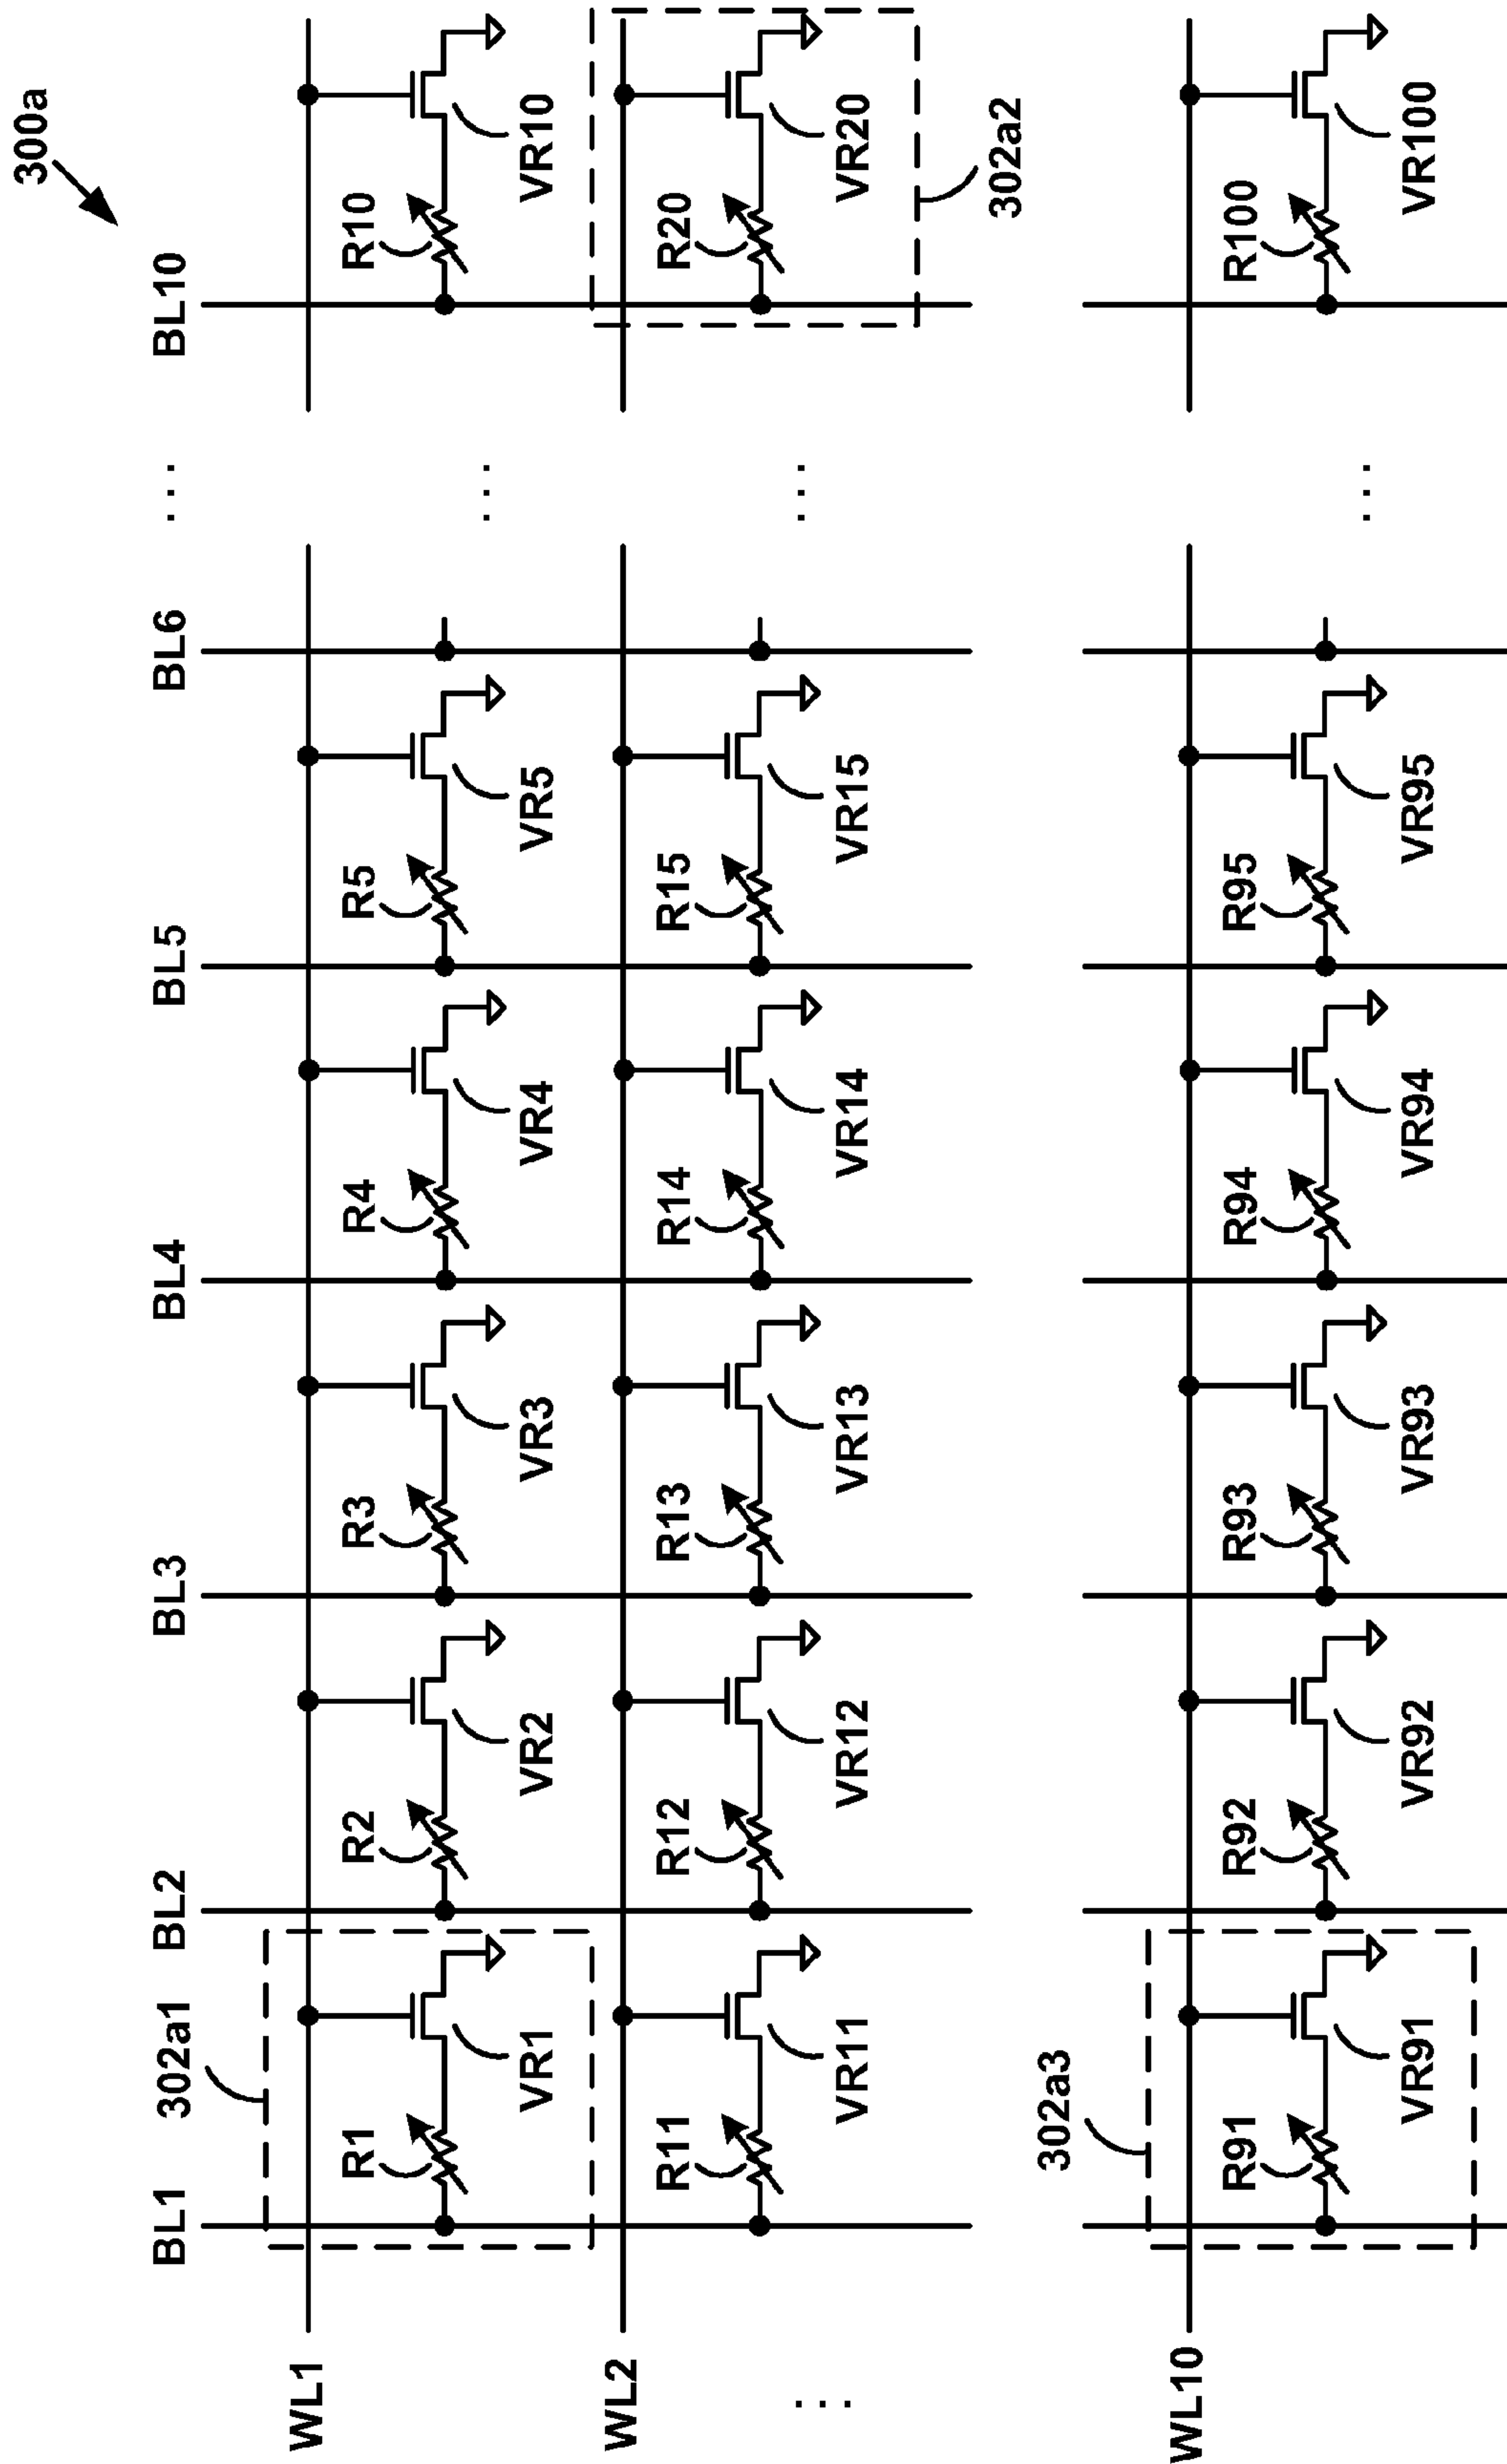 300a
BL1 BL2 BL3 BL4 BL5 BL6 ... BL10
302a1
WL1
R1 R2 R3 R4 R5 ... R10
VR1 VR2 VR3 VR4 VR5 VR10
WL2
R11 R12 R13 R14 R15 ... R20
VR11 VR12 VR13 VR14 VR15 VR20
...
302a2
302a3
WL10
R91 R92 R93 R94 R95 ... R100
VR91 VR92 VR93 VR94 VR95 VR100